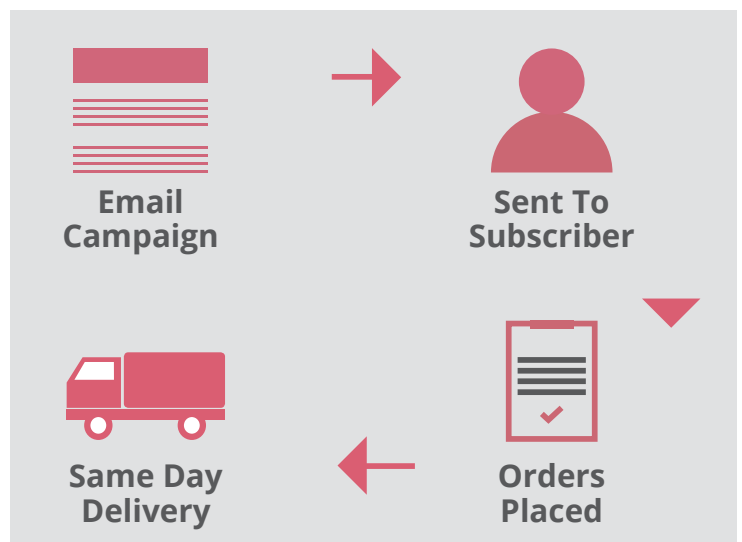 Email
Campaign
Sent To
Subscriber
Same Day
Delivery
Orders
Placed